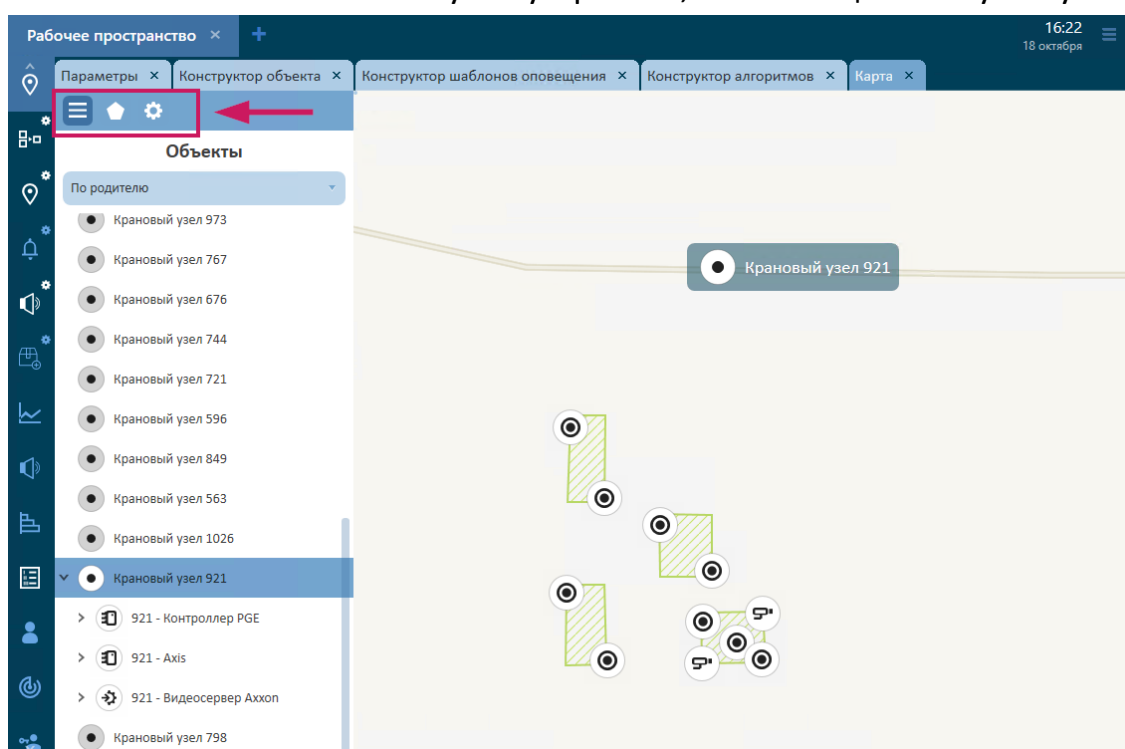 Рабочее пространство × +
16:22
18 октября
Параметры × Конструктор объекта × Конструктор шаблонов оповещения × Конструктор алгоритмов × Карта ×
Объекты
По родителю
Крановый узел 973
Крановый узел 767
Крановый узел 676
Крановый узел 744
Крановый узел 721
Крановый узел 596
Крановый узел 849
Крановый узел 563
Крановый узел 1026
Крановый узел 921
921 - Контроллер PGE
921 - Axis
921 - Видеосервер Axxon
Крановый узел 798
Крановый узел 921